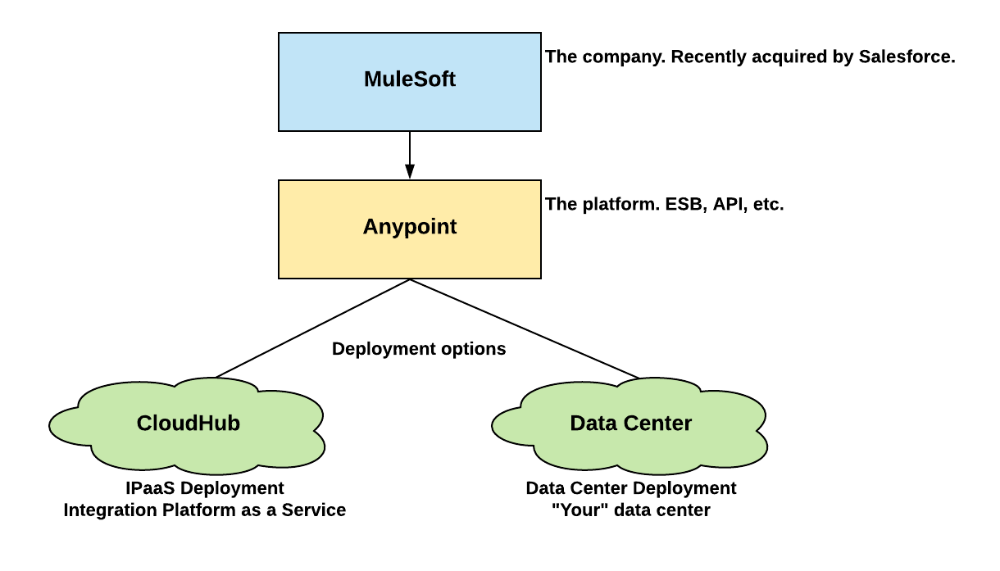 MuleSoft
The company. Recently acquired by Salesforce.
Anypoint
The platform. ESB, API, etc.
Deployment options
CloudHub
Data Center
IPaaS Deployment
Integration Platform as a Service
Data Center Deployment
"Your" data center